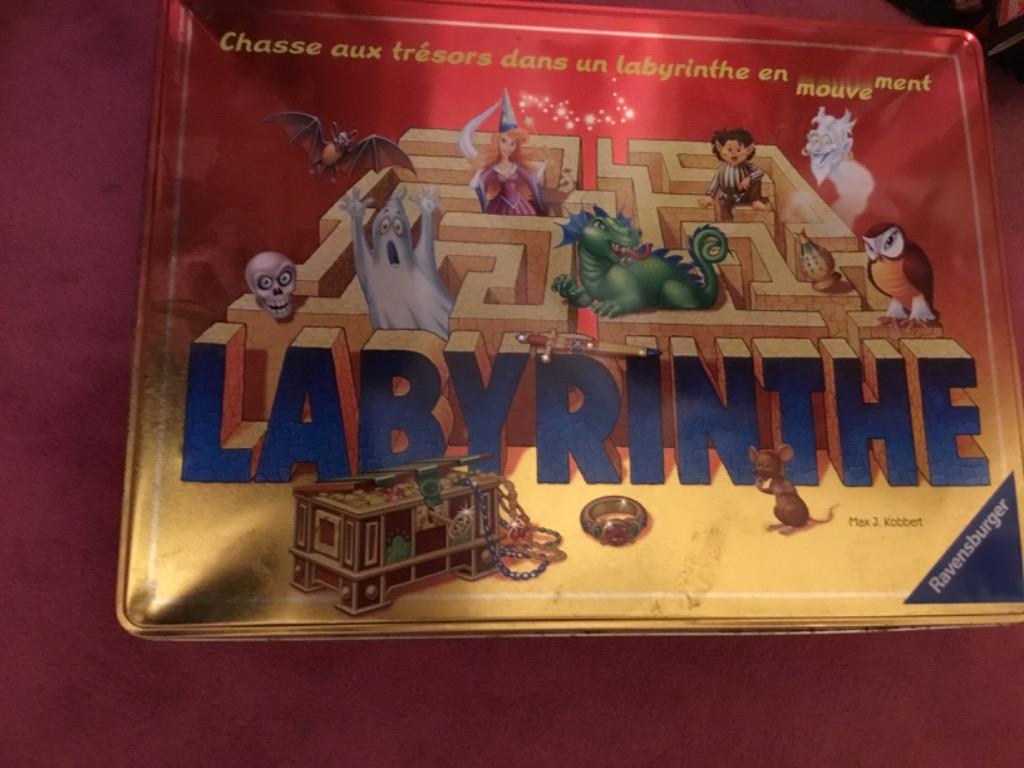 Chasse aux trésors dans un labyrinthe en mouvement
LABYRINTHE
Max J. Kobbert
Ravensburger